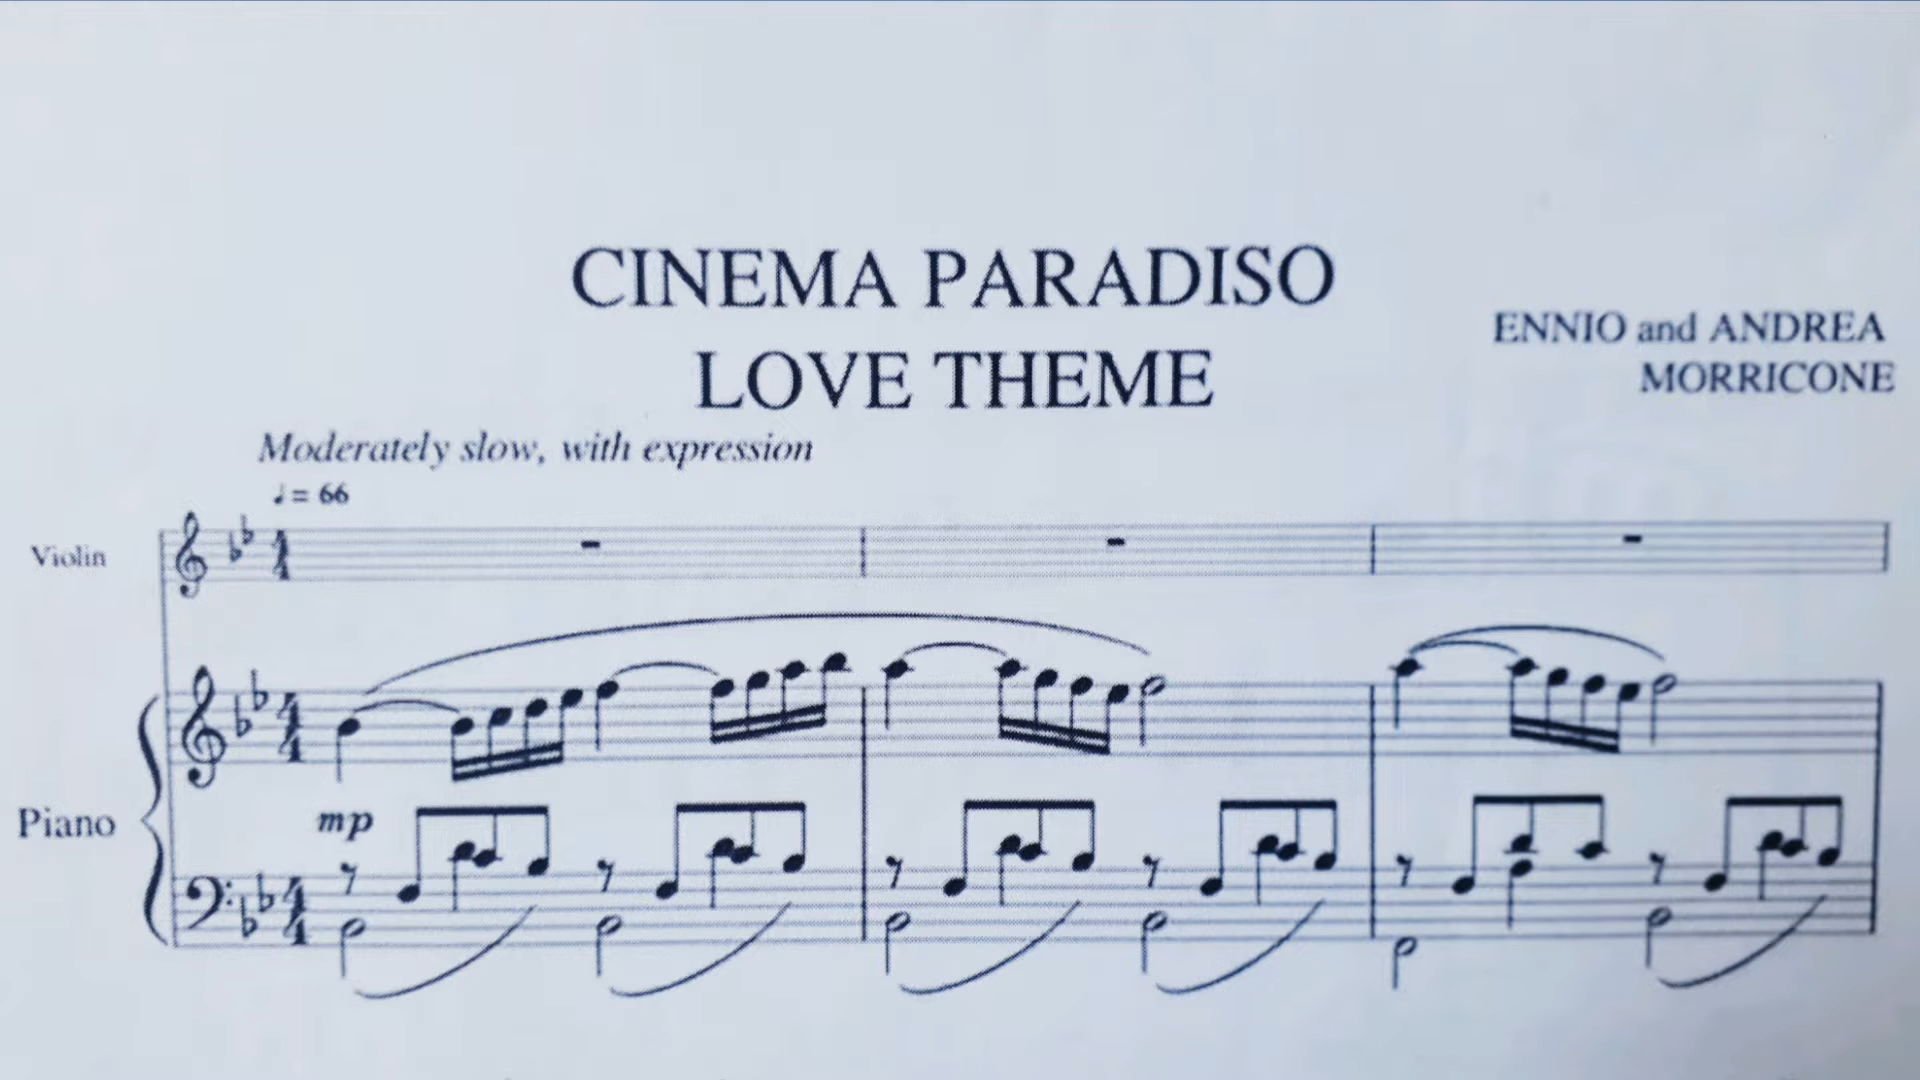 CINEMA PARADISO
LOVE THEME
ENNIO and ANDREA
MORRICONE
Moderately slow, with expression
♩= 66
Violin
Piano
mp